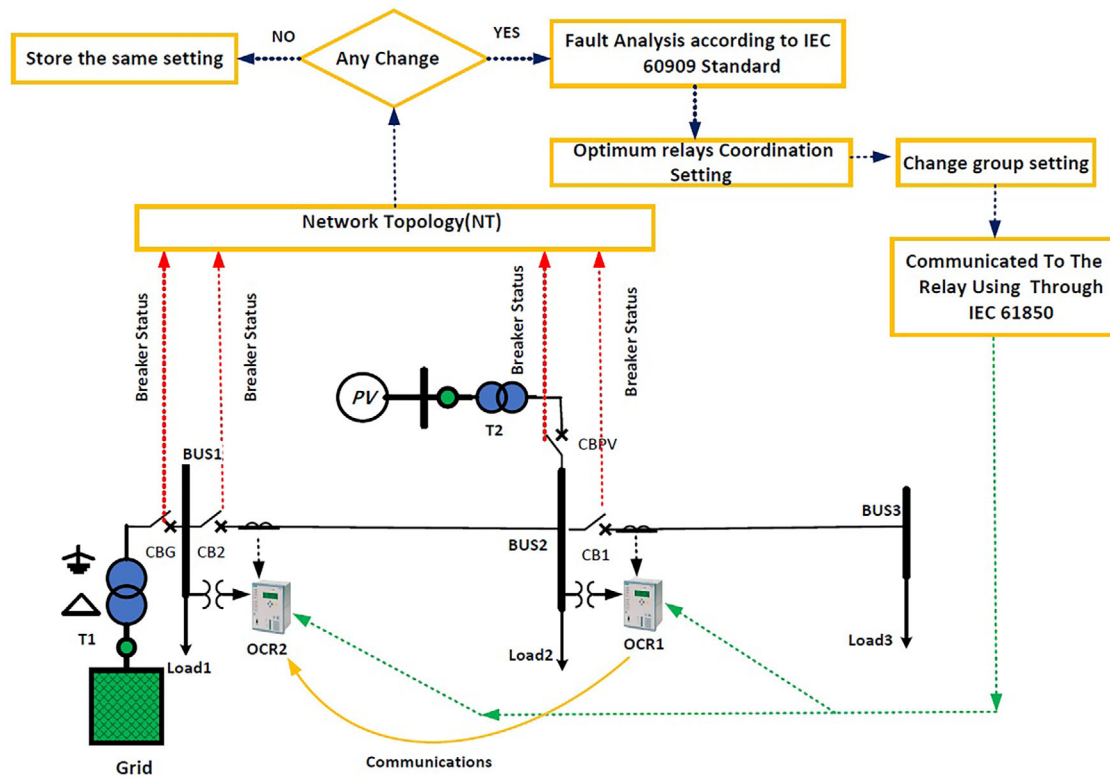 NO
YES
Store the same setting
Any Change
Fault Analysis according to IEC
60909 Standard
Optimum relays Coordination
Setting
Change group setting
Network Topology(NT)
Communicated To The
Relay Using Through
IEC 61850
Breaker Status
Breaker Status
Breaker Status
Breaker Status
PV
T2
CBPV
BUS1
BUS2
BUS3
CBG
CB2
CB1
T1
Load1
OCR2
Load2
OCR1
Load3
Communications
Grid